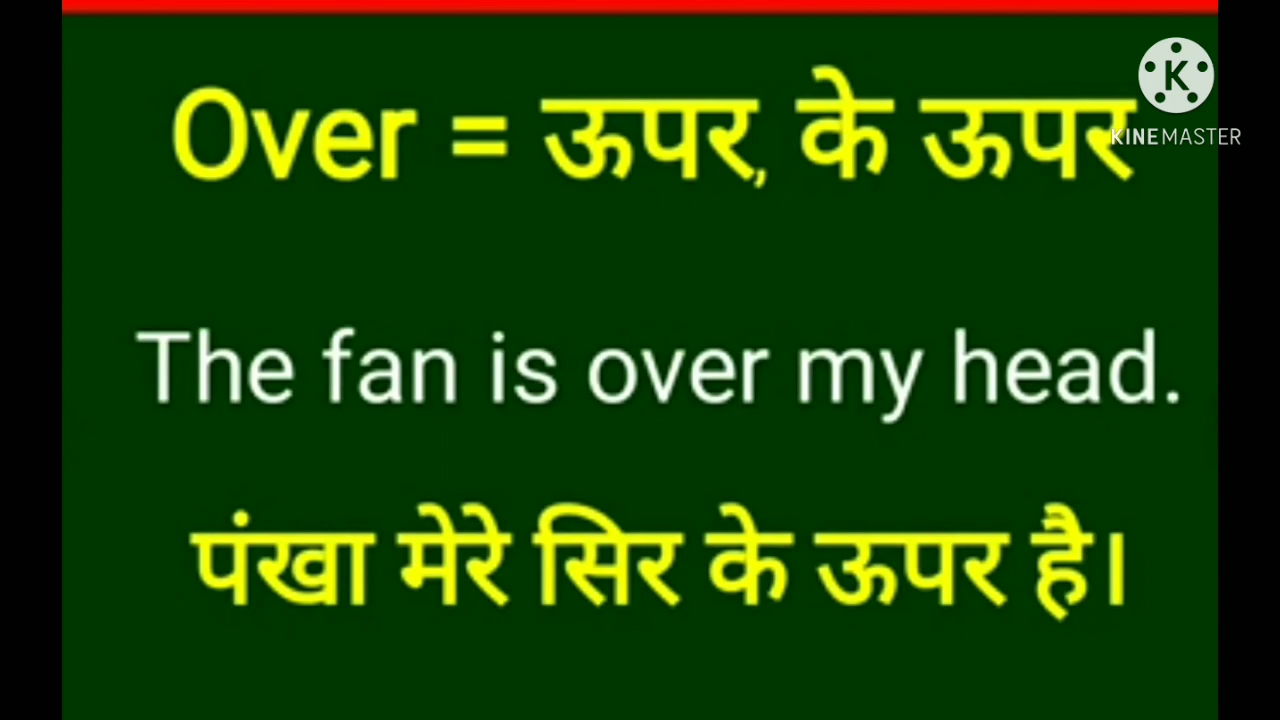 Over = ऊपर, के ऊपर
KINEMASTER
The fan is over my head.
पंखा मेरे सिर के ऊपर है।